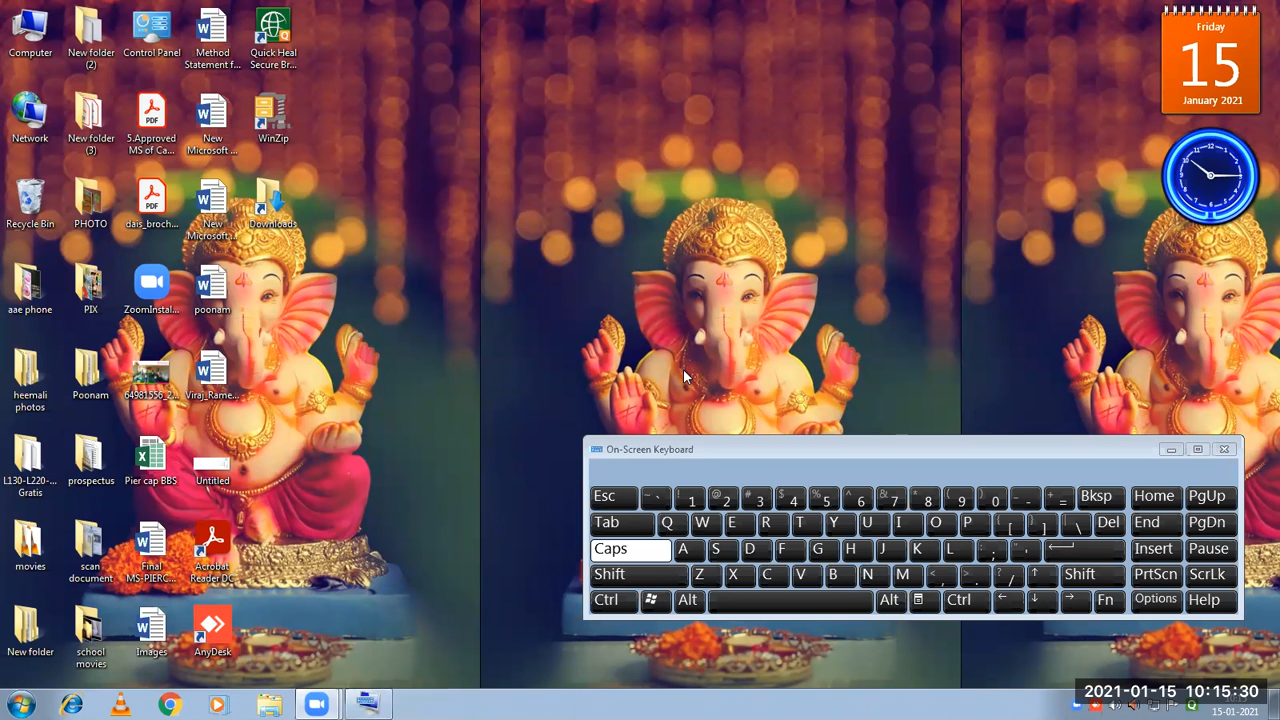 Computer
New folder
(2)
Control Panel
Method
Statement f...
Quick Heal
Secure Br...
Network
New folder
(3)
PDF
5.Approved
MS of Ca...
New
Microsoft ...
WinZip
Recycle Bin
PHOTO
PDF
dais_broch...
New
Microsoft ...
Downloads
aae phone
PIX
ZoomInstal...
poonam
heemali
photos
Poonam
64981556_2...
Viraj_Rame...
L130-L220-...
Gratis
prospectus
Pier cap BBS
Untitled
movies
scan
document
Final
MS-PIERC...
Acrobat
Reader DC
New folder
school
movies
Images
AnyDesk
Friday
15
January 2021
On-Screen Keyboard
Esc ~ ` ! 1 @ 2 # 3 $ 4 % 5 ^ 6 & 7 * 8 ( 9 ) 0 _ - + = Bksp Home PgUp
Tab Q W E R T Y U I O P { [ } ] | \ Del End PgDn
Caps A S D F G H J K L : ; " ' Insert Pause
Shift Z X C V B N M < , > . ? / ↑ Shift PrtScn ScrLk
Ctrl Alt Alt Ctrl ← ↓ → Fn Options Help
2021-01-15 10:15:30
15-01-2021